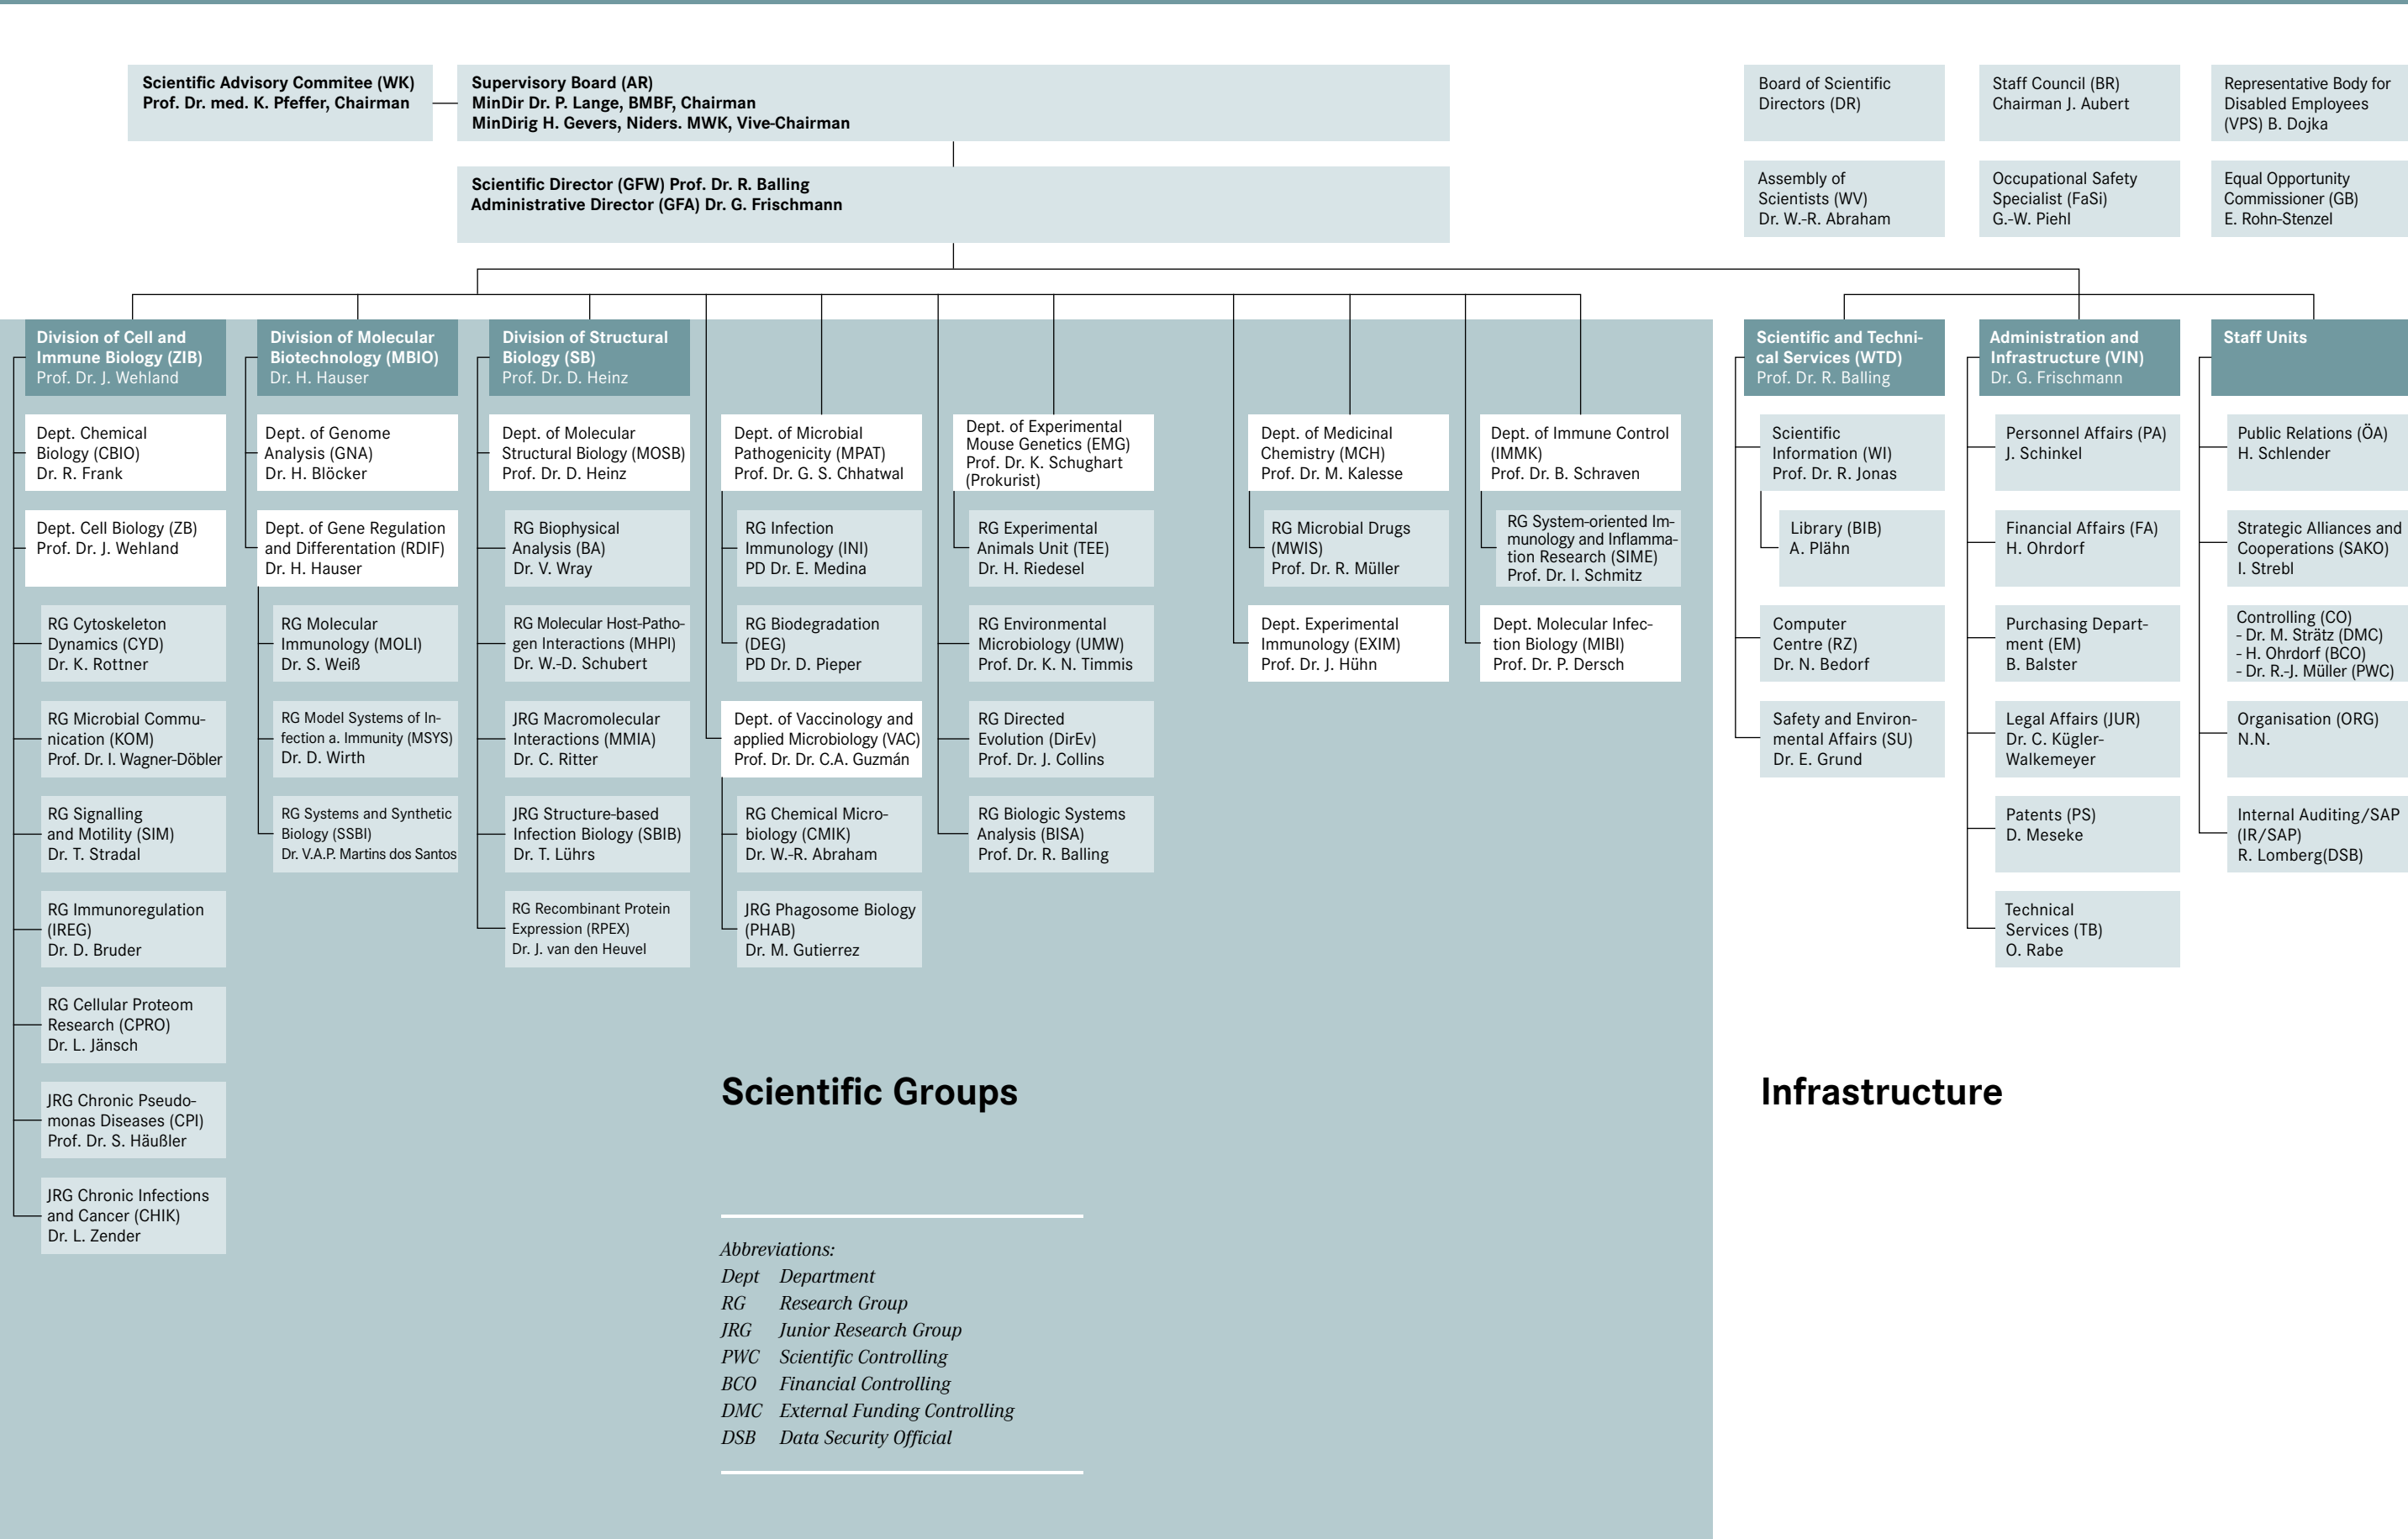 Scientific Advisory Commitee (WK)
Prof. Dr. med. K. Pfeffer, Chairman
Supervisory Board (AR)
MinDir Dr. P. Lange, BMBF, Chairman
MinDirig H. Gevers, Niders. MWK, Vive-Chairman
Scientific Director (GFW) Prof. Dr. R. Balling
Administrative Director (GFA) Dr. G. Frischmann
Board of Scientific
Directors (DR)
Staff Council (BR)
Chairman J. Aubert
Representative Body for
Disabled Employees
(VPS) B. Dojka
Assembly of
Scientists (WV)
Dr. W.-R. Abraham
Occupational Safety
Specialist (FaSi)
G.-W. Piehl
Equal Opportunity
Commissioner (GB)
E. Rohn-Stenzel
Division of Cell and
Immune Biology (ZIB)
Prof. Dr. J. Wehland
Dept. Chemical
Biology (CBIO)
Dr. R. Frank
Dept. Cell Biology (ZB)
Prof. Dr. J. Wehland
RG Cytoskeleton
Dynamics (CYD)
Dr. K. Rottner
RG Microbial Commu-
nication (KOM)
Prof. Dr. I. Wagner-Döbler
RG Signalling
and Motility (SIM)
Dr. T. Stradal
RG Immunoregulation
(IREG)
Dr. D. Bruder
RG Cellular Proteom
Research (CPRO)
Dr. L. Jänsch
JRG Chronic Pseudo-
monas Diseases (CPI)
Prof. Dr. S. Häußler
JRG Chronic Infections
and Cancer (CHIK)
Dr. L. Zender
Division of Molecular
Biotechnology (MBIO)
Dr. H. Hauser
Dept. of Genome
Analysis (GNA)
Dr. H. Blöcker
Dept. of Gene Regulation
and Differentation (RDIF)
Dr. H. Hauser
RG Molecular
Immunology (MOLI)
Dr. S. Weiß
RG Model Systems of In-
fection a. Immunity (MSYS)
Dr. D. Wirth
RG Systems and Synthetic
Biology (SSBI)
Dr. V.A.P. Martins dos Santos
Division of Structural
Biology (SB)
Prof. Dr. D. Heinz
Dept. of Molecular
Structural Biology (MOSB)
Prof. Dr. D. Heinz
RG Biophysical
Analysis (BA)
Dr. V. Wray
RG Molecular Host-Patho-
gen Interactions (MHPI)
Dr. W.-D. Schubert
JRG Macromolecular
Interactions (MMIA)
Dr. C. Ritter
JRG Structure-based
Infection Biology (SBIB)
Dr. T. Lührs
RG Recombinant Protein
Expression (RPEX)
Dr. J. van den Heuvel
Dept. of Microbial
Pathogenicity (MPAT)
Prof. Dr. G. S. Chhatwal
RG Infection
Immunology (INI)
PD Dr. E. Medina
RG Biodegradation
(DEG)
PD Dr. D. Pieper
Dept. of Vaccinology and
applied Microbiology (VAC)
Prof. Dr. Dr. C.A. Guzmán
RG Chemical Micro-
biology (CMIK)
Dr. W.-R. Abraham
JRG Phagosome Biology
(PHAB)
Dr. M. Gutierrez
Dept. of Experimental
Mouse Genetics (EMG)
Prof. Dr. K. Schughart
(Prokurist)
RG Experimental
Animals Unit (TEE)
Dr. H. Riedesel
RG Environmental
Microbiology (UMW)
Prof. Dr. K. N. Timmis
RG Directed
Evolution (DirEv)
Prof. Dr. J. Collins
RG Biologic Systems
Analysis (BISA)
Prof. Dr. R. Balling
Dept. of Medicinal
Chemistry (MCH)
Prof. Dr. M. Kalesse
RG Microbial Drugs
(MWIS)
Prof. Dr. R. Müller
Dept. Experimental
Immunology (EXIM)
Prof. Dr. J. Hühn
Dept. of Immune Control
(IMMK)
Prof. Dr. B. Schraven
RG System-oriented Im-
munology and Inflamma-
tion Research (SIME)
Prof. Dr. I. Schmitz
Dept. Molecular Infec-
tion Biology (MIBI)
Prof. Dr. P. Dersch
Scientific and Techni-
cal Services (WTD)
Prof. Dr. R. Balling
Scientific
Information (WI)
Prof. Dr. R. Jonas
Library (BIB)
A. Plähn
Computer
Centre (RZ)
Dr. N. Bedorf
Safety and Environ-
mental Affairs (SU)
Dr. E. Grund
Administration and
Infrastructure (VIN)
Dr. G. Frischmann
Personnel Affairs (PA)
J. Schinkel
Financial Affairs (FA)
H. Ohrdorf
Purchasing Depart-
ment (EM)
B. Balster
Legal Affairs (JUR)
Dr. C. Kügler-
Walkemeyer
Patents (PS)
D. Meseke
Technical
Services (TB)
O. Rabe
Staff Units
Public Relations (ÖA)
H. Schlender
Strategic Alliances and
Cooperations (SAKO)
I. Strebl
Controlling (CO)
- Dr. M. Strätz (DMC)
- H. Ohrdorf (BCO)
- Dr. R.-J. Müller (PWC)
Organisation (ORG)
N.N.
Internal Auditing/SAP
(IR/SAP)
R. Lomberg(DSB)
Scientific Groups
Infrastructure
Abbreviations:
Dept Department
RG Research Group
JRG Junior Research Group
PWC Scientific Controlling
BCO Financial Controlling
DMC External Funding Controlling
DSB Data Security Official